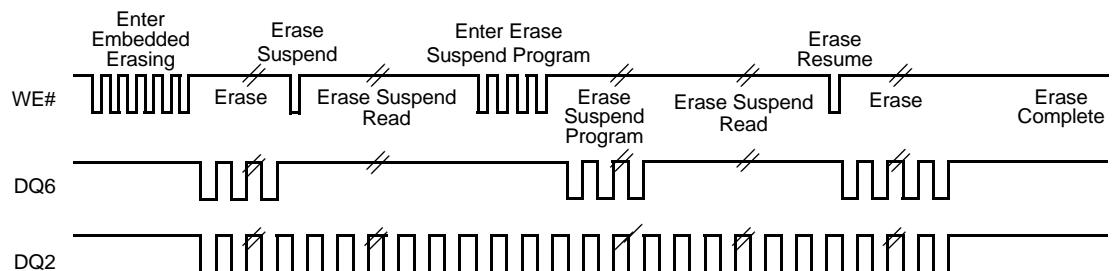 Enter
Embedded
Erasing
Erase
Suspend
Enter Erase
Suspend Program
Erase
Resume
WE#
Erase
Erase Suspend
Read
Erase
Suspend
Program
Erase Suspend
Read
Erase
Erase
Complete
DQ6
DQ2